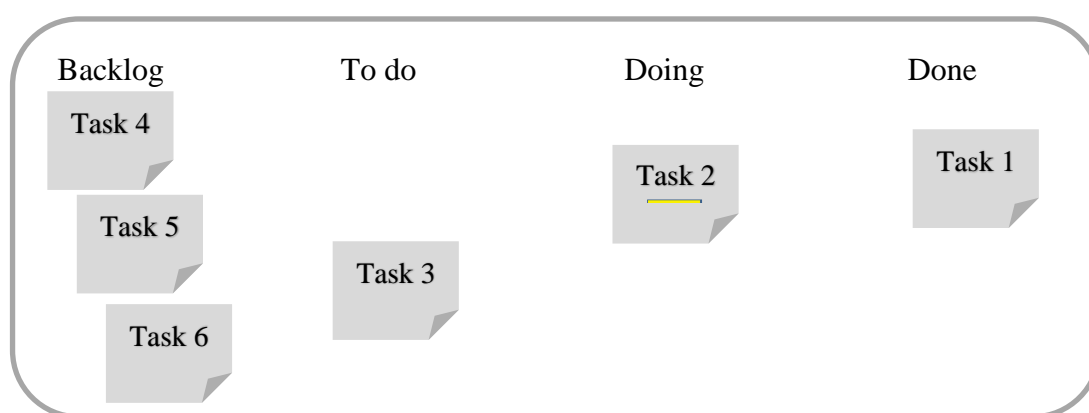 Backlog To do Doing Done
Task 4
Task 5
Task 6
Task 3
Task 2
Task 1